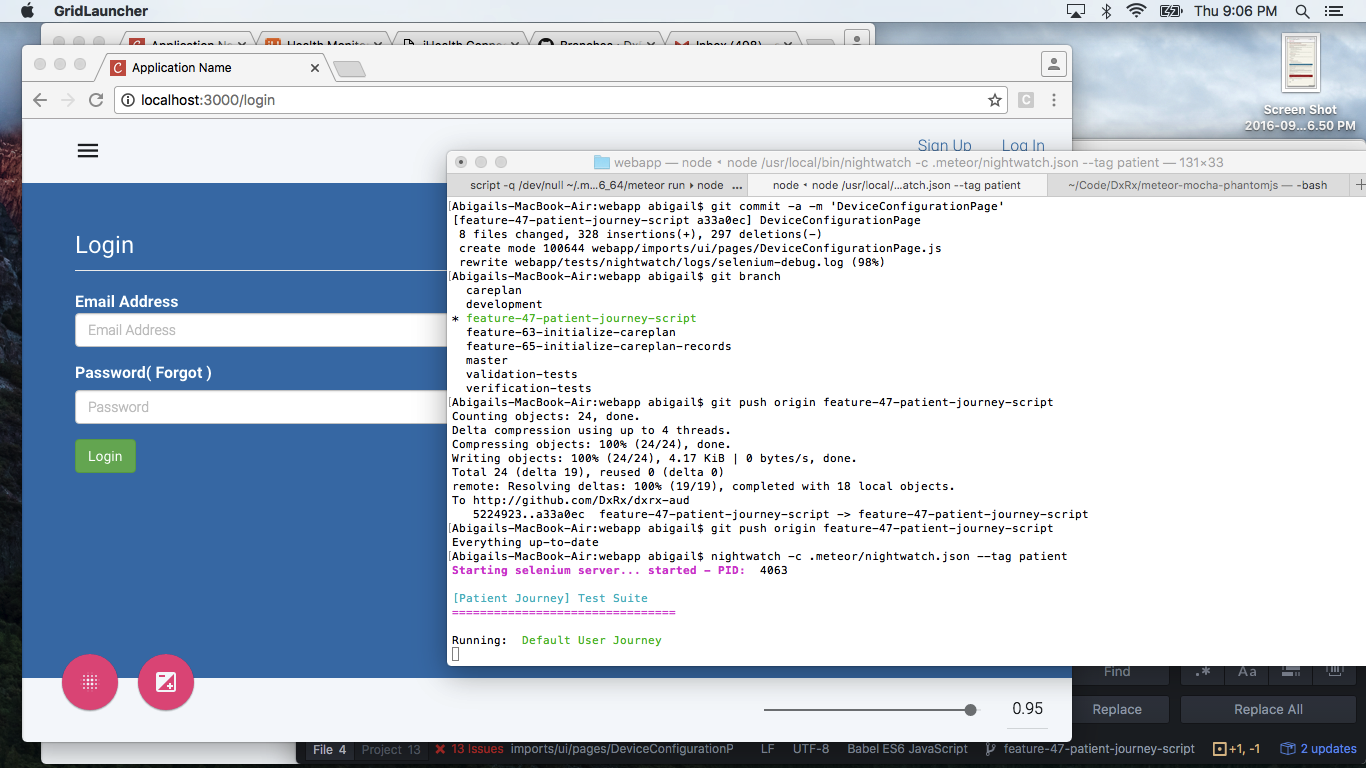 GridLauncher
Thu 9:06 PM
Application Name
localhost:3000/login
Sign Up Log In
Login
Email Address
Email Address
Password( Forgot )
Password
Login
0.95
Screen Shot
2016-09...6.50 PM
webapp — node ◂ node /usr/local/bin/nightwatch -c .meteor/nightwatch.json --tag patient — 131×33
script -q /dev/null ~/.m...6_64/meteor run ▸ node ...
node ◂ node /usr/local/...atch.json --tag patient
~/Code/DxRx/meteor-mocha-phantomjs — -bash
[Abigails-MacBook-Air:webapp abigail$ git commit -a -m 'DeviceConfigurationPage'
[feature-47-patient-journey-script a33a0ec] DeviceConfigurationPage
8 files changed, 328 insertions(+), 297 deletions(-)
create mode 100644 webapp/imports/ui/pages/DeviceConfigurationPage.js
rewrite webapp/tests/nightwatch/logs/selenium-debug.log (98%)
[Abigails-MacBook-Air:webapp abigail$ git branch
careplan
development
* feature-47-patient-journey-script
feature-63-initialize-careplan
feature-65-initialize-careplan-records
master
validation-tests
verification-tests
[Abigails-MacBook-Air:webapp abigail$ git push origin feature-47-patient-journey-script
Counting objects: 24, done.
Delta compression using up to 4 threads.
Compressing objects: 100% (24/24), done.
Writing objects: 100% (24/24), 4.17 KiB | 0 bytes/s, done.
Total 24 (delta 19), reused 0 (delta 0)
remote: Resolving deltas: 100% (19/19), completed with 18 local objects.
To http://github.com/DxRx/dxrx-aud
5224923..a33a0ec feature-47-patient-journey-script -> feature-47-patient-journey-script
[Abigails-MacBook-Air:webapp abigail$ git push origin feature-47-patient-journey-script
Everything up-to-date
[Abigails-MacBook-Air:webapp abigail$ nightwatch -c .meteor/nightwatch.json --tag patient
Starting selenium server... started - PID: 4063
[Patient Journey] Test Suite
================================
Running: Default User Journey
Find
.* Aa
Replace
Replace All
File 4 Project 13 13 Issues imports/ui/pages/DeviceConfigurationP LF UTF-8 Babel ES6 JavaScript feature-47-patient-journey-script +1, -1 2 updates